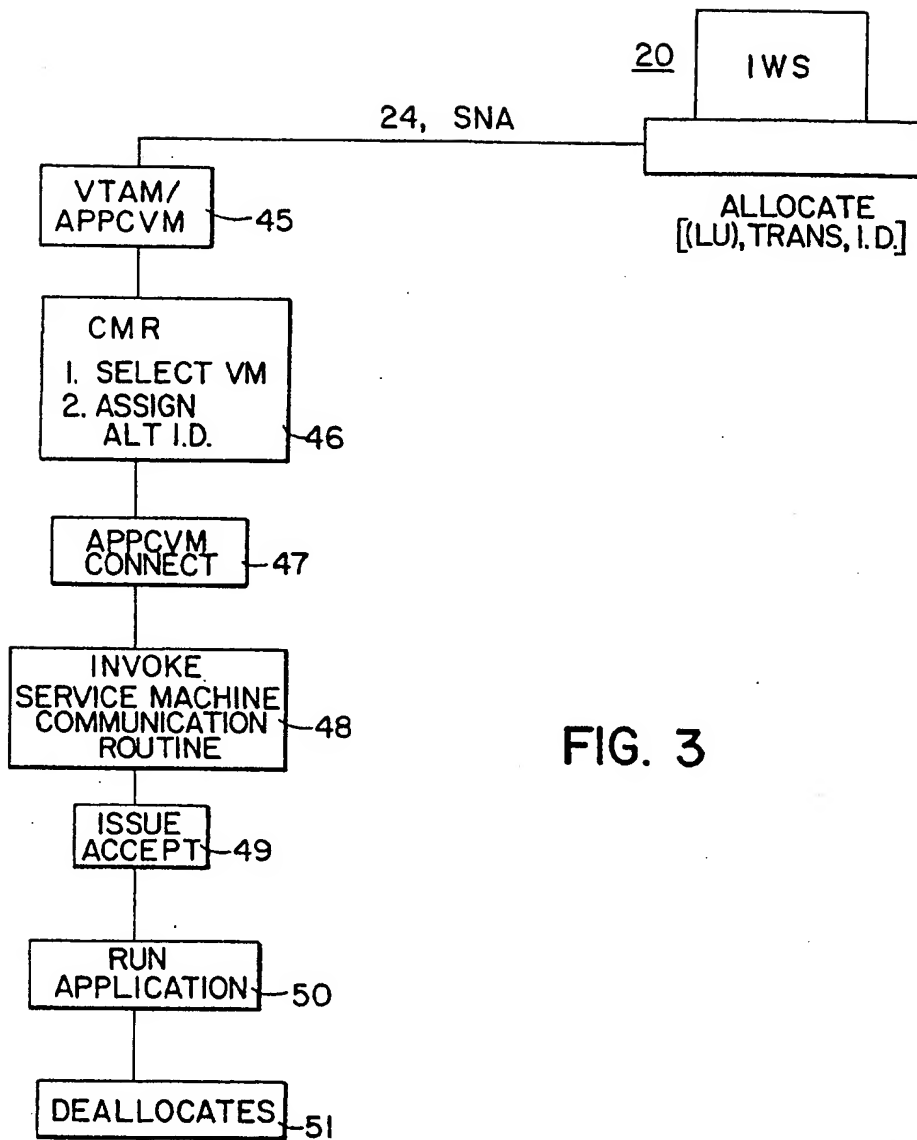 20
IWS
24, SNA
ALLOCATE
[(LU), TRANS, I.D.]
VTAM/
APPCVM
45
CMR
1. SELECT VM
2. ASSIGN
ALT I.D.
46
APPCVM
CONNECT
47
INVOKE
SERVICE MACHINE
COMMUNICATION
ROUTINE
48
FIG. 3
ISSUE
ACCEPT
49
RUN
APPLICATION
50
DEALLOCATES
51